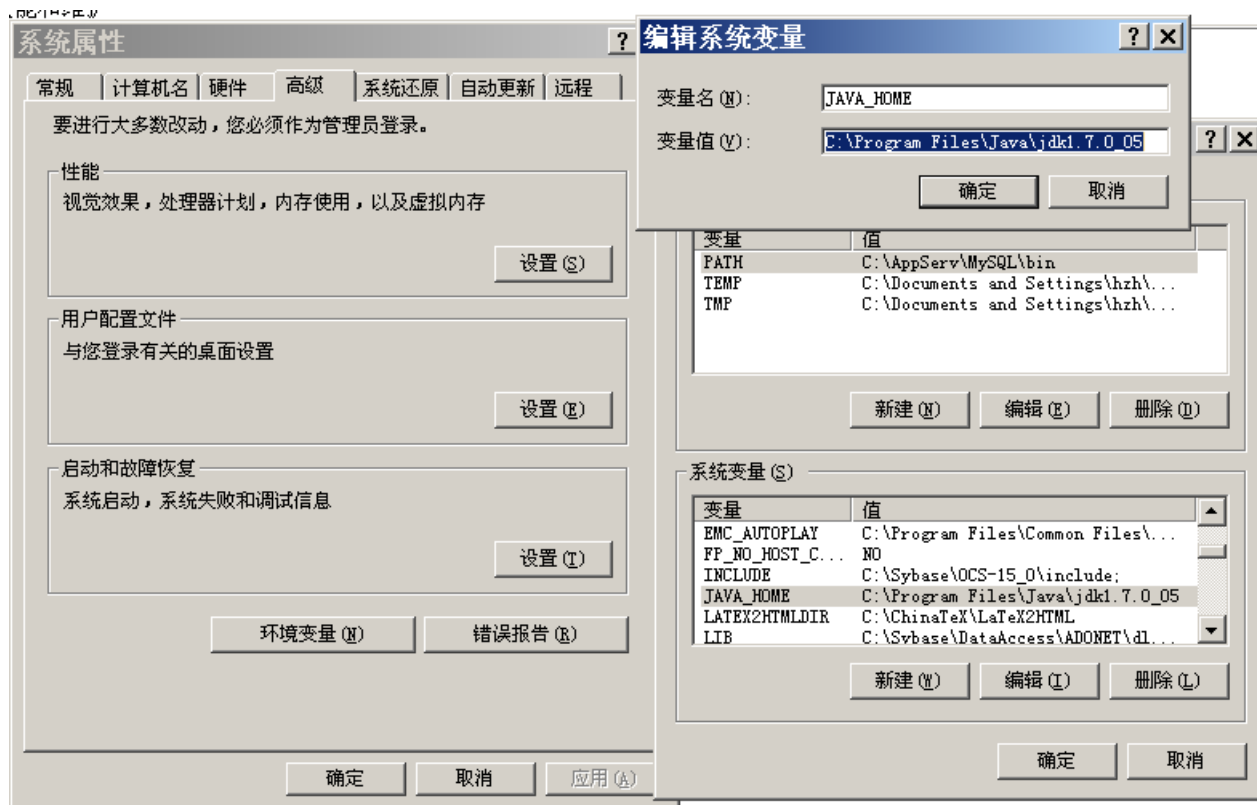 系统属性
常规 计算机名 硬件 高级 系统还原 自动更新 远程
要进行大多数改动，您必须作为管理员登录。
性能
视觉效果，处理器计划，内存使用，以及虚拟内存
设置(S)
用户配置文件
与您登录有关的桌面设置
设置(E)
启动和故障恢复
系统启动，系统失败和调试信息
设置(T)
环境变量(N) 错误报告(R)
确定 取消 应用(A)
编辑系统变量
变量名(N): JAVA_HOME
变量值(V): C:\Program Files\Java\jdk1.7.0_05
确定 取消
变量 值
PATH C:\AppServ\MySQL\bin
TEMP C:\Documents and Settings\hzh\...
TMP C:\Documents and Settings\hzh\...
新建(N) 编辑(E) 删除(D)
系统变量(S)
变量 值
EMC_AUTOPLAY C:\Program Files\Common Files\...
FP_NO_HOST_C... NO
INCLUDE C:\Sybase\OCS-15_0\include;
JAVA_HOME C:\Program Files\Java\jdk1.7.0_05
LATEX2HTMLDIR C:\ChinaTeX\LaTeX2HTML
LIB C:\Sybase\DataAccess\ADONET\dl...
新建(W) 编辑(I) 删除(L)
确定 取消